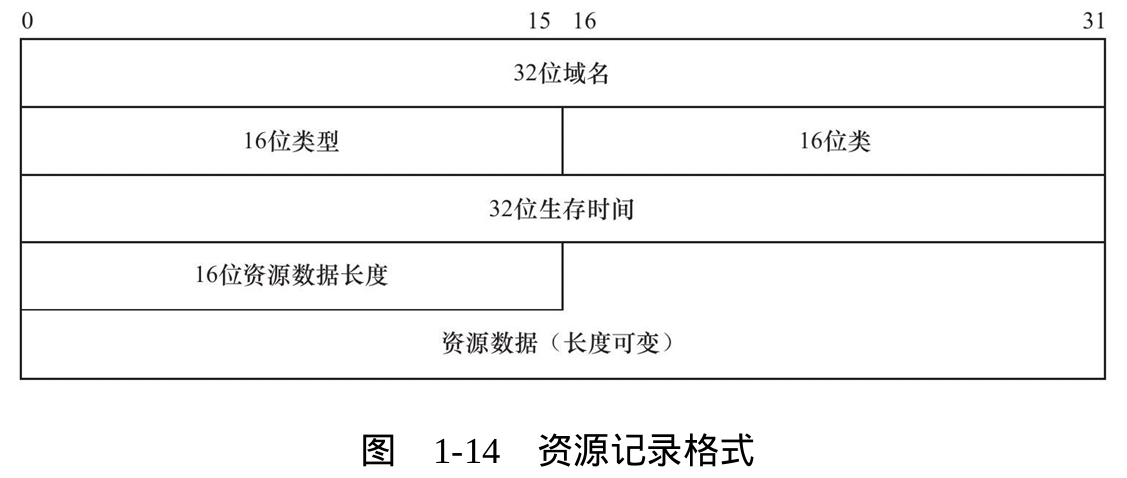 0 15 16 31
32位域名
16位类型 16位类
32位生存时间
16位资源数据长度
资源数据（长度可变）
图 1-14 资源记录格式